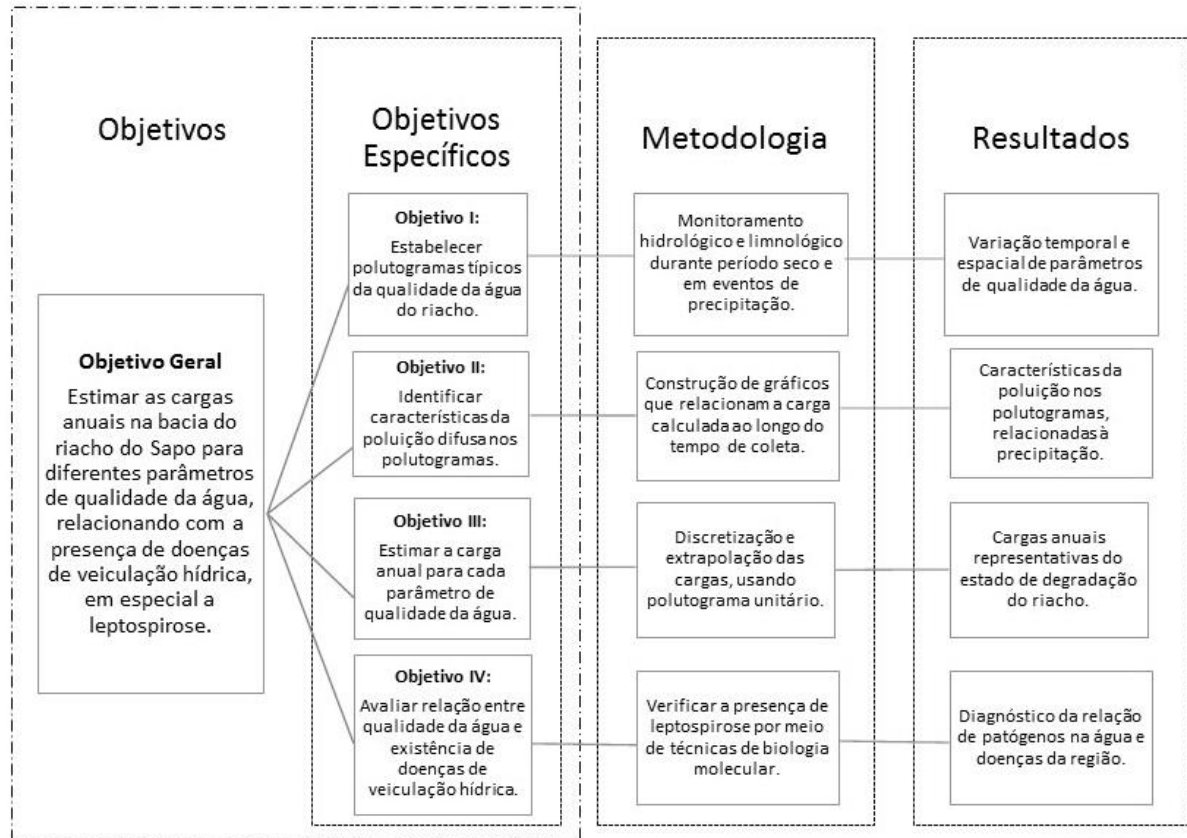 Objetivos
Objetivos
Específicos
Metodologia
Resultados
Objetivo Geral
Estimar as cargas
anuais na bacia do
riacho do Sapo para
diferentes parâmetros
de qualidade da água,
relacionando com a
presença de doenças
de veiculação hídrica,
em especial a
leptospirose.
Objetivo I:
Estabelecer
polutogramas típicos
da qualidade da água
do riacho.
Monitoramento
hidrológico e limnológico
durante período seco e
em eventos de
precipitação.
Variação temporal e
espacial de parâmetros
de qualidade da água.
Objetivo II:
Identificar
características da
poluição difusa nos
polutogramas.
Construção de gráficos
que relacionam a carga
calculada ao longo do
tempo de coleta.
Características da
poluição nos
polutogramas,
relacionadas à
precipitação.
Objetivo III:
Estimar a carga
anual para cada
parâmetro de
qualidade da água.
Discretização e
extrapolação das
cargas, usando
polutograma unitário.
Cargas anuais
representativas do
estado de degradação
do riacho.
Objetivo IV:
Avaliar relação entre
qualidade da água e
existência de
doenças de
veiculação hídrica.
Verificar a presença de
leptospirose por meio
de técnicas de biologia
molecular.
Diagnóstico da relação
de patógenos na água e
doenças da região.